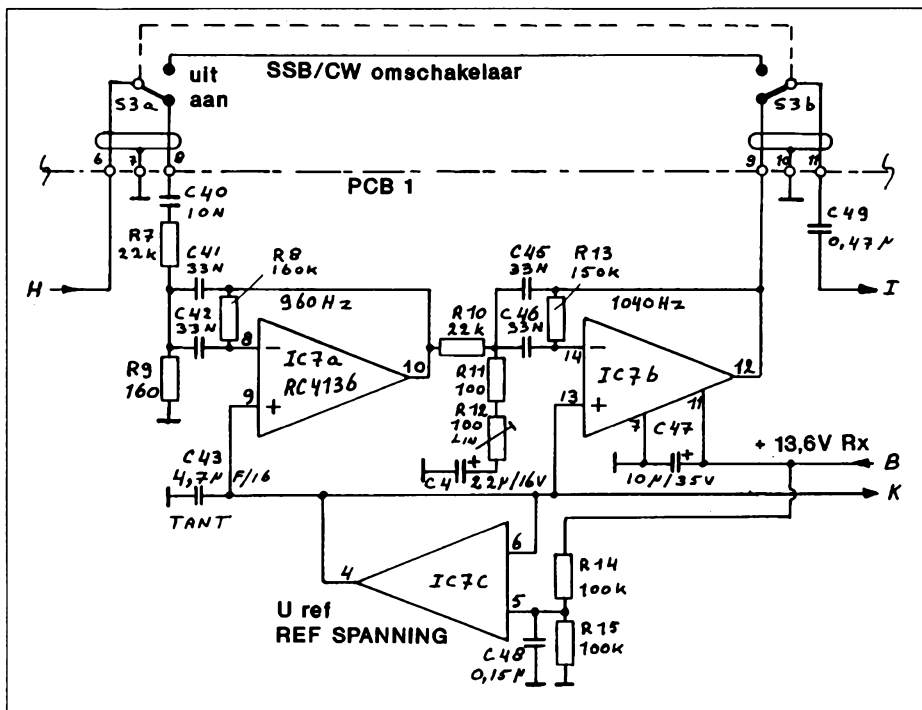 uit
aan
SSB/CW omschakelaar
S3a
S3b
6
7
8
9
10
11
PCB 1
C40
10N
R7
22k
C41
33N
R8
160k
C45
33N
R13
150k
C49
0,47µ
H
I
960Hz
1040Hz
C42
33N
R10
22k
C46
33N
8
-
IC7a
RC4136
10
R9
160
9
+
R11
100
R12
100
LIN
14
-
IC7b
12
13
+
7
11
C47
+
10µ/35V
+ 13,6V Rx
B
C43
4,7µ
F/16
TANT
C4
+
22µ/16V
K
6
4
IC7C
5
R14
100k
U ref
REF SPANNING
C48
0,15µ
R15
100k